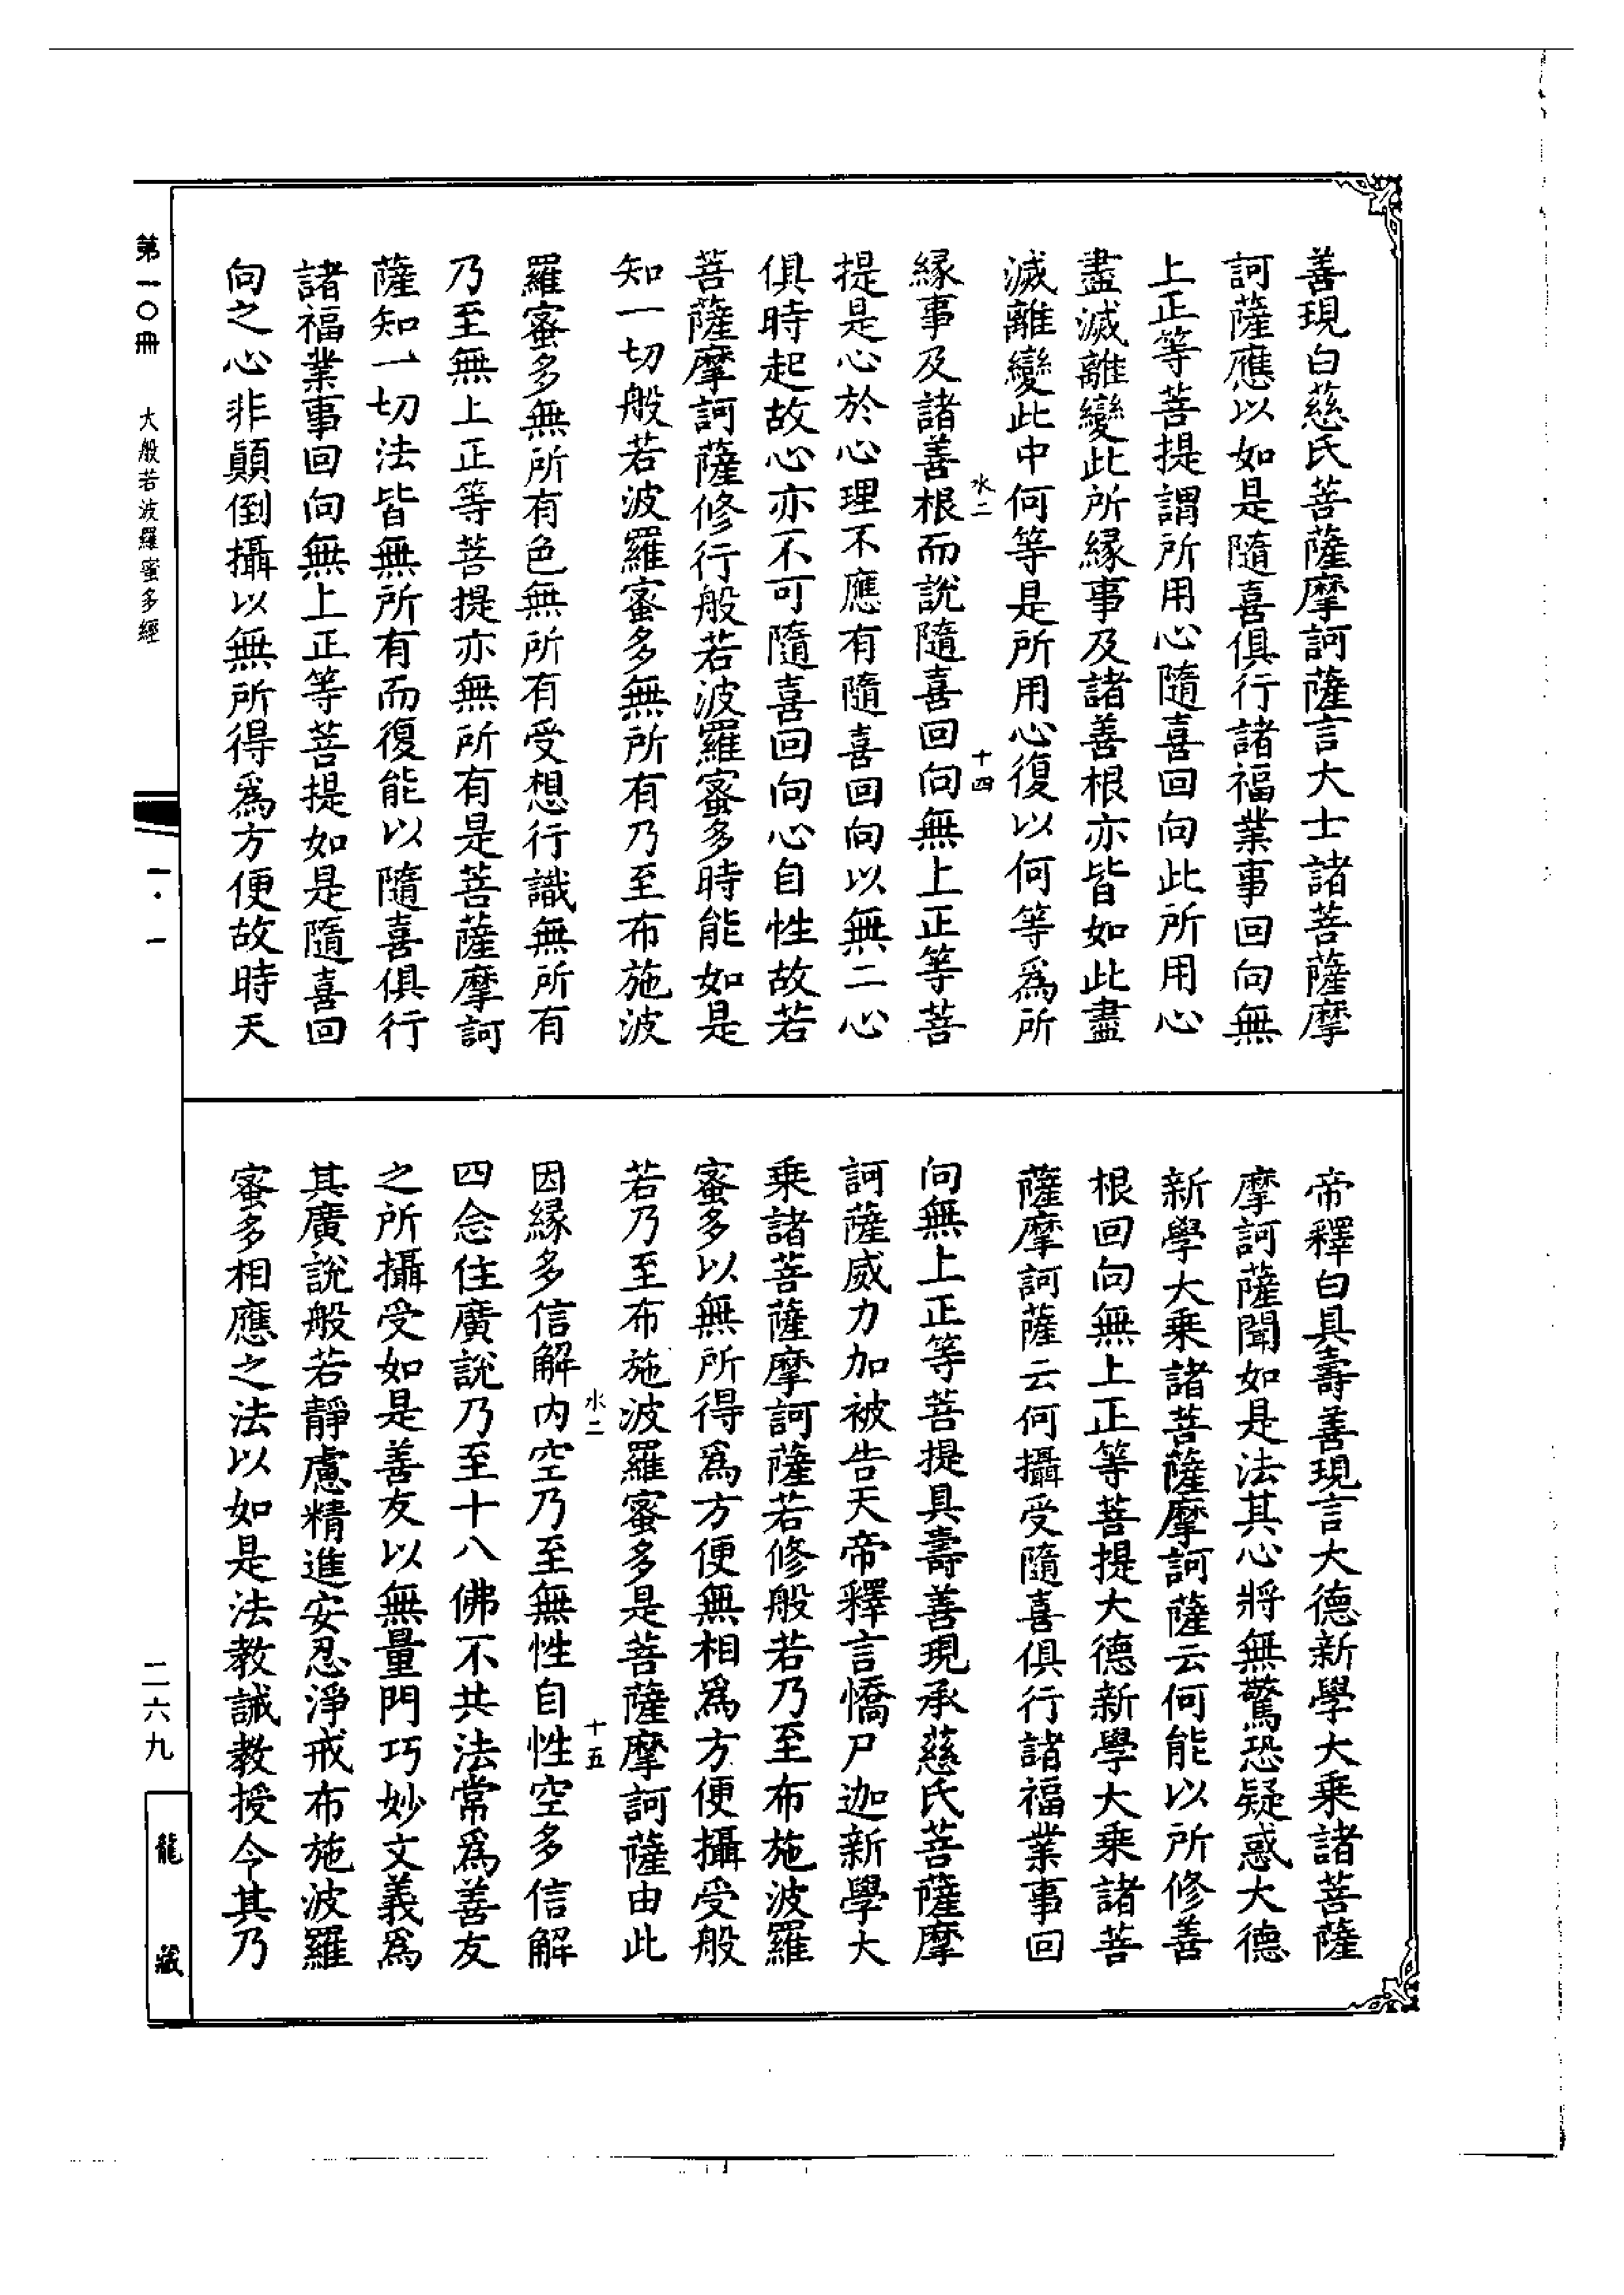 善現白慈氏菩薩摩訶薩言大士諸菩薩摩
訶薩應以如是隨喜俱行諸福業事回向無
上正等菩提謂所用心隨喜回向此所用心
盡滅離變此所緣事及諸善根亦皆如此盡
滅離變此中何等是所用心復以何等爲所
水二
十四
緣事及諸善根而說隨喜回向無上正等菩
提是心於心理不應有隨喜回向以無二心
俱時起故心亦不可隨喜回向心自性故若
菩薩摩訶薩修行般若波羅蜜多時能如是
知一切般若波羅蜜多無所有乃至布施波
羅蜜多無所有色無所有受想行識無所有
乃至無上正等菩提亦無所有是菩薩摩訶
薩知一切法皆無所有而復能以隨喜俱行
諸福業事回向無上正等菩提如是隨喜回
向之心非顛倒攝以無所得爲方便故時天
帝釋白具壽善現言大德新學大乗諸菩薩
摩訶薩聞如是法其心將無驚恐疑惑大德
新學大乗諸菩薩摩訶薩云何能以所修善
根回向無上正等菩提大德新學大乗諸菩
薩摩訶薩云何攝受隨喜俱行諸福業事回
向無上正等菩提具壽善現承慈氏菩薩摩
訶薩威力加被告天帝釋言憍尸迦新學大
乗諸菩薩摩訶薩若修般若乃至布施波羅
蜜多以無所得爲方便無相爲方便攝受般
若乃至布施波羅蜜多是菩薩摩訶薩由此
水二
十五
因緣多信解内空乃至無性自性空多信解
四念住廣說乃至十八佛不共法常爲善友
之所攝受如是善友以無量門巧妙文義爲
其廣說般若靜慮精進安忍淨戒布施波羅
蜜多相應之法以如是法教誡教授令其乃
第一〇冊
大般若波羅蜜多經
一·一
二六九
龍藏